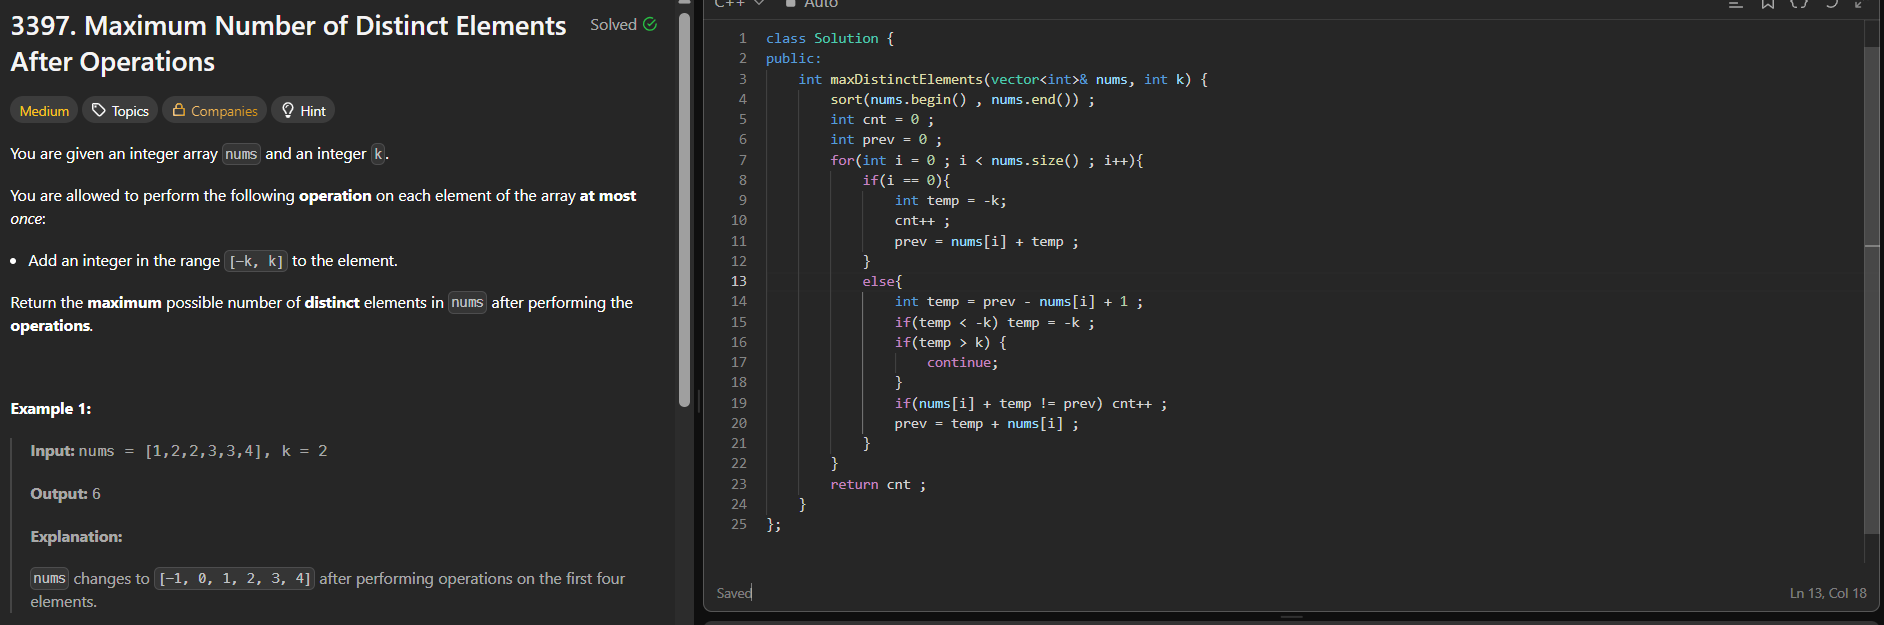 3397. Maximum Number of Distinct Elements
After Operations
Solved
Medium Topics Companies Hint
You are given an integer array nums and an integer k.
You are allowed to perform the following operation on each element of the array at most
once:
• Add an integer in the range [-k, k] to the element.
Return the maximum possible number of distinct elements in nums after performing the
operations.
Example 1:
Input: nums = [1,2,2,3,3,4], k = 2
Output: 6
Explanation:
nums changes to [-1, 0, 1, 2, 3, 4] after performing operations on the first four
elements.
C++ Auto
1 class Solution {
2 public:
3 int maxDistinctElements(vector<int>& nums, int k) {
4 sort(nums.begin() , nums.end()) ;
5 int cnt = 0 ;
6 int prev = 0 ;
7 for(int i = 0 ; i < nums.size() ; i++){
8 if(i == 0){
9 int temp = -k;
10 cnt++ ;
11 prev = nums[i] + temp ;
12 }
13 else{
14 int temp = prev - nums[i] + 1 ;
15 if(temp < -k) temp = -k ;
16 if(temp > k) {
17 continue;
18 }
19 if(nums[i] + temp != prev) cnt++ ;
20 prev = temp + nums[i] ;
21 }
22 }
23 return cnt ;
24 }
25 };
Saved
Ln 13, Col 18